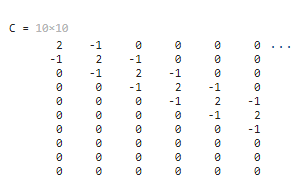 C = 10×10
2 -1 0 0 0 0 ...
-1 2 -1 0 0 0
0 -1 2 -1 0 0
0 0 -1 2 -1 0
0 0 0 -1 2 -1
0 0 0 0 -1 2
0 0 0 0 0 -1
0 0 0 0 0 0
0 0 0 0 0 0
0 0 0 0 0 0